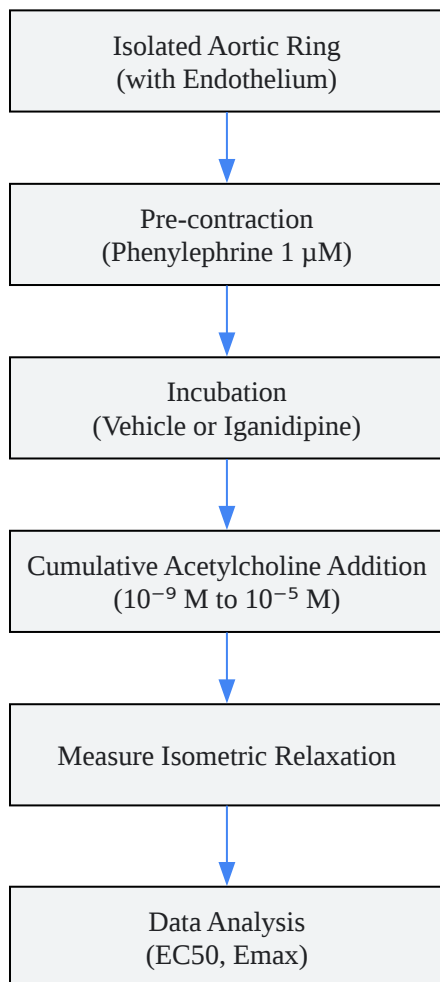 Isolated Aortic Ring
(with Endothelium)
Pre-contraction
(Phenylephrine 1 µM)
Incubation
(Vehicle or Iganidipine)
Cumulative Acetylcholine Addition
(10⁻⁹ M to 10⁻⁵ M)
Measure Isometric Relaxation
Data Analysis
(EC50, Emax)